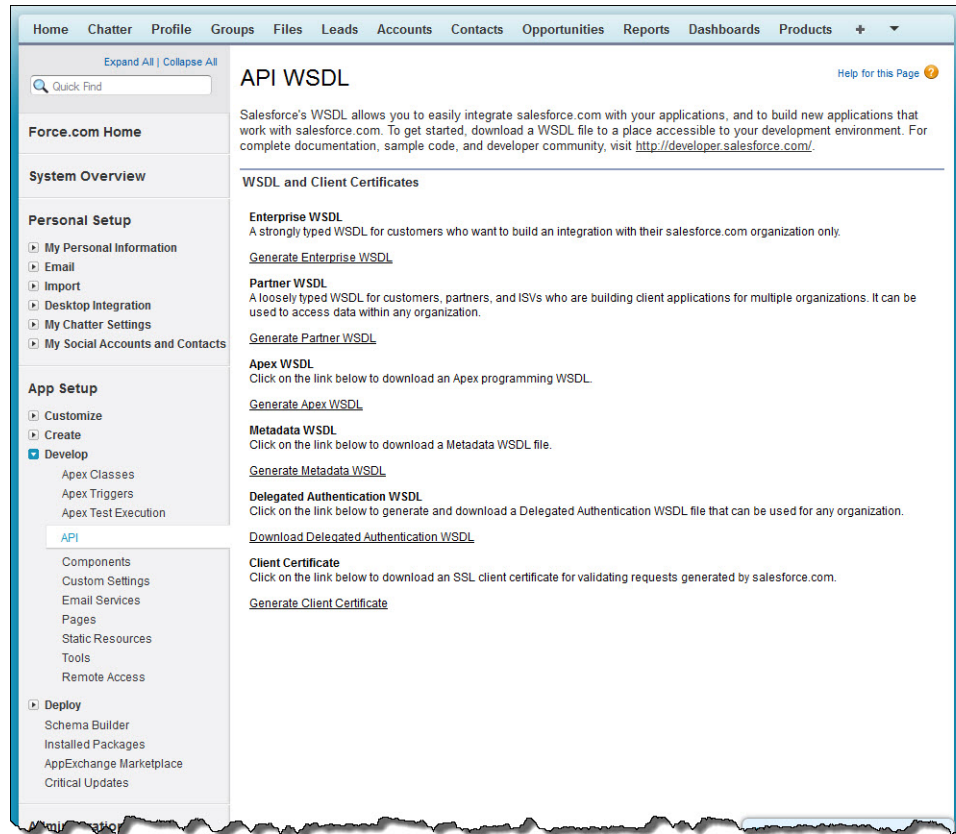 Home Chatter Profile Groups Files Leads Accounts Contacts Opportunities Reports Dashboards Products +
Expand All | Collapse All
Quick Find
Force.com Home
System Overview
Personal Setup
My Personal Information
Email
Import
Desktop Integration
My Chatter Settings
My Social Accounts and Contacts
App Setup
Customize
Create
Develop
Apex Classes
Apex Triggers
Apex Test Execution
API
Components
Custom Settings
Email Services
Pages
Static Resources
Tools
Remote Access
Deploy
Schema Builder
Installed Packages
AppExchange Marketplace
Critical Updates
API WSDL
Help for this Page ?
Salesforce's WSDL allows you to easily integrate salesforce.com with your applications, and to build new applications that
work with salesforce.com. To get started, download a WSDL file to a place accessible to your development environment. For
complete documentation, sample code, and developer community, visit http://developer.salesforce.com/.
WSDL and Client Certificates
Enterprise WSDL
A strongly typed WSDL for customers who want to build an integration with their salesforce.com organization only.
Generate Enterprise WSDL
Partner WSDL
A loosely typed WSDL for customers, partners, and ISVs who are building client applications for multiple organizations. It can be
used to access data within any organization.
Generate Partner WSDL
Apex WSDL
Click on the link below to download an Apex programming WSDL.
Generate Apex WSDL
Metadata WSDL
Click on the link below to download a Metadata WSDL file.
Generate Metadata WSDL
Delegated Authentication WSDL
Click on the link below to generate and download a Delegated Authentication WSDL file that can be used for any organization.
Download Delegated Authentication WSDL
Client Certificate
Click on the link below to download an SSL client certificate for validating requests generated by salesforce.com.
Generate Client Certificate